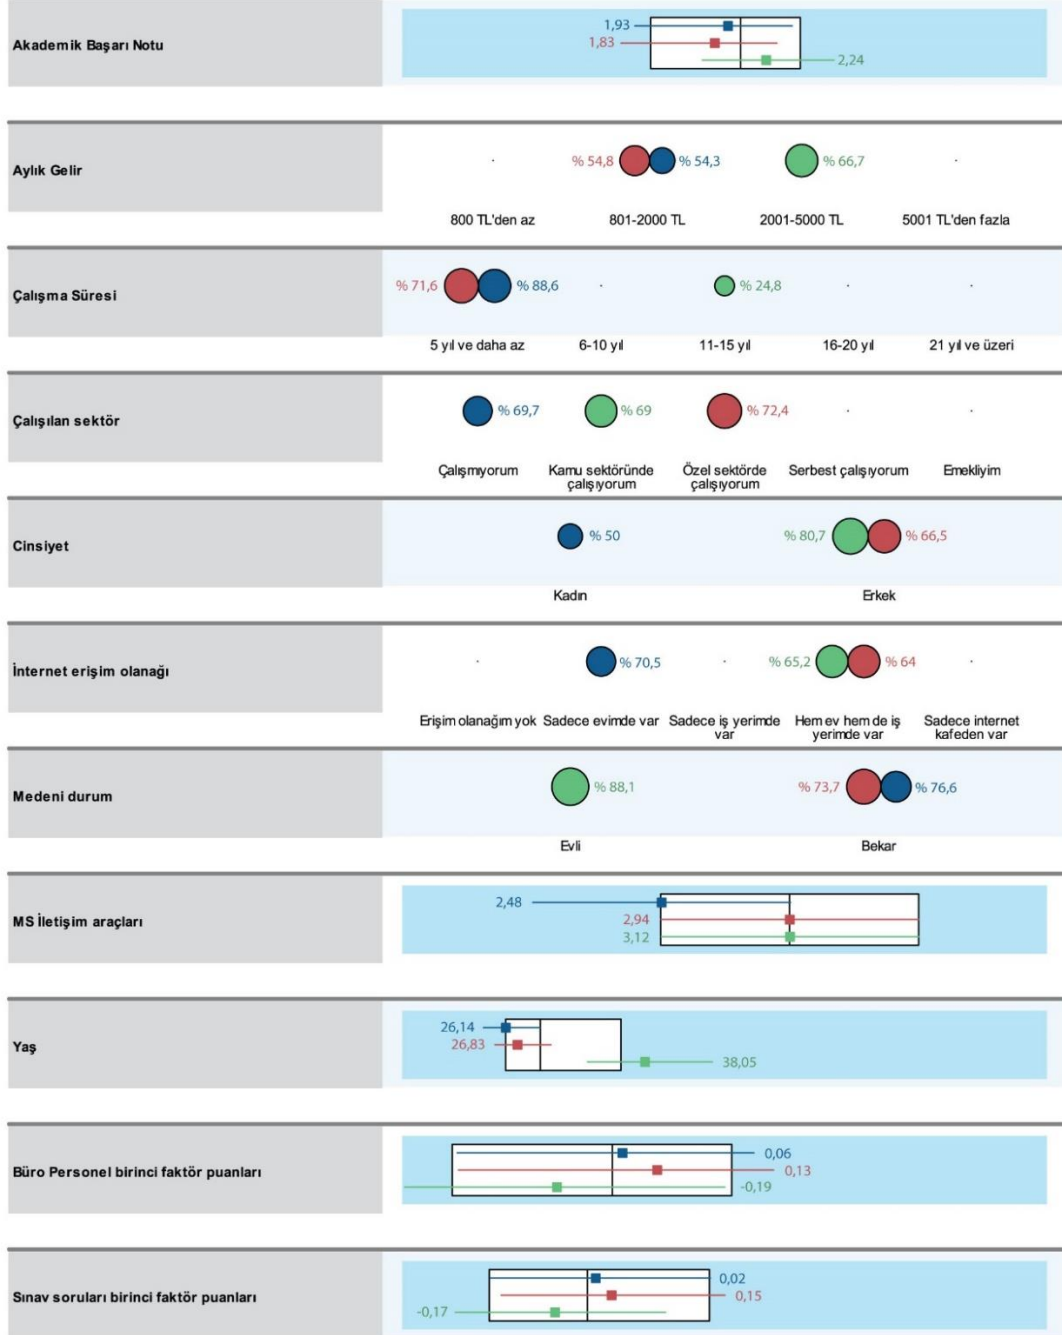 Akademik Başarı Notu
1,93
1,83
2,24
Aylık Gelir
% 54,8 % 54,3 % 66,7
800 TL'den az 801-2000 TL 2001-5000 TL 5001 TL'den fazla
Çalışma Süresi
% 71,6 % 88,6 % 24,8
5 yıl ve daha az 6-10 yıl 11-15 yıl 16-20 yıl 21 yıl ve üzeri
Çalışılan sektör
% 69,7 % 69 % 72,4
Çalışmıyorum Kamu sektöründe Özel sektörde Serbest çalışıyorum Emekliyim
çalışıyorum çalışıyorum
Cinsiyet
% 50 % 80,7 % 66,5
Kadın Erkek
İnternet erişim olanağı
% 70,5 % 65,2 % 64
Erişim olanağım yok Sadece evimde var Sadece iş yerimde Hem ev hem de iş Sadece internet
var yerimde var kafeden var
Medeni durum
% 88,1 % 73,7 % 76,6
Evli Bekar
MS İletişim araçları
2,48
2,94
3,12
Yaş
26,14
26,83
38,05
Büro Personel birinci faktör puanları
0,06
0,13
-0,19
Sınav soruları birinci faktör puanları
0,02
0,15
-0,17